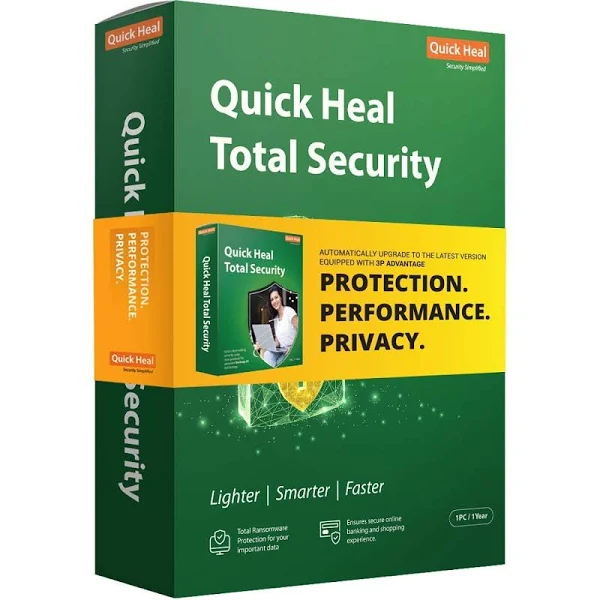 Quick Heal
Security Simplified
Quick Heal
Security Simplified
Quick Heal
Total Security
Quick
Security
PROTECTION.
PERFORMANCE.
PRIVACY.
Quick Heal
Security Simplified
Quick Heal
Quick Heal
Total Security
Quick Heal Total Security
AUTOMATICALLY UPGRADE TO THE LATEST VERSION
EQUIPPED WITH 3P ADVANTAGE
PROTECTION.
PERFORMANCE.
PRIVACY.
Lighter | Smarter | Faster
Total Ransomware
Protection for your
important data
Ensures secure online
banking and shopping
experience.
1PC / 1Year